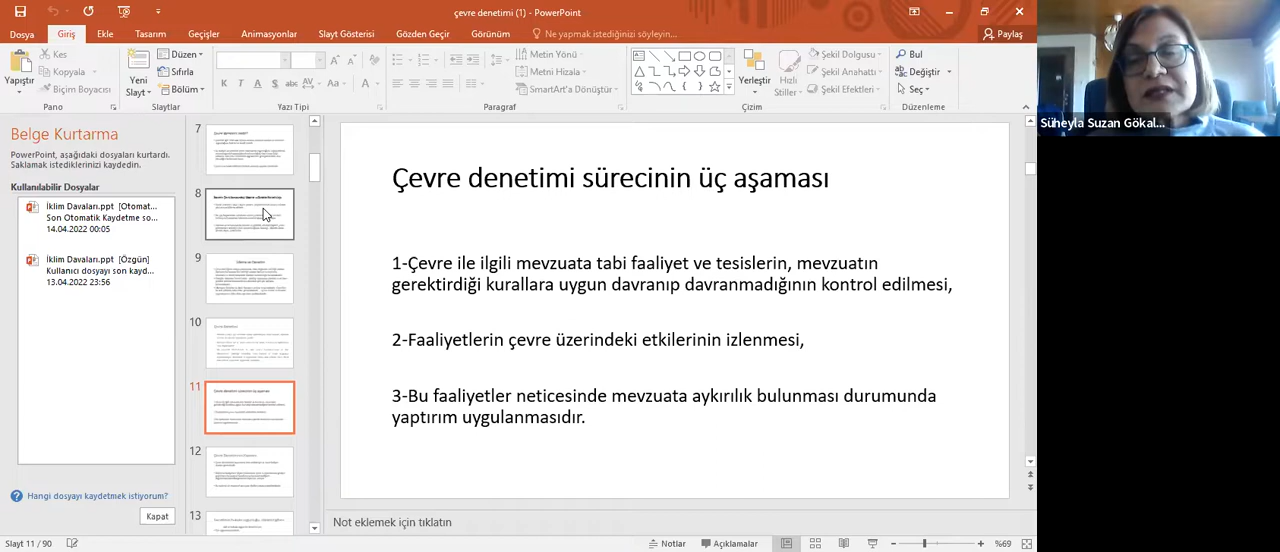 çevre denetimi (1) - PowerPoint
Dosya Giriş Ekle Tasarım Geçişler Animasyonlar Slayt Gösterisi Gözden Geçir Görünüm Ne yapmak istediğinizi söyleyin... Paylaş
Yapıştır
Kes
Kopyala
Biçim Boyacısı
Pano
Yeni Slayt
Düzen
Sıfırla
Bölüm
Slaytlar
Yazı Tipi
Metin Yönü
Metni Hizala
SmartArt'a Dönüştür
Paragraf
Yerleştir
Hızlı Stiller
Şekil Dolgusu
Şekil Anahattı
Şekil Efektleri
Çizim
Bul
Değiştir
Seç
Düzenleme
Süheyla Suzan Gökal...
Belge Kurtarma
PowerPoint, aşağıdaki dosyaları kurtardı.
Saklamak istediklerinizi kaydedin.
Kullanılabilir Dosyalar
İklim Davaları.ppt [Otomat...
Son Otomatik Kaydetme so...
14.04.2022 00:05
İklim Davaları.ppt [Özgün]
Kullanıcı dosyayı son kayd...
13.04.2022 23:56
Hangi dosyayı kaydetmek istiyorum?
Kapat
7
8
9
10
11
12
13
Çevre denetimi sürecinin üç aşaması
1-Çevre ile ilgili mevzuata tabi faaliyet ve tesislerin, mevzuatın
gerektirdiği kurallara uygun davranıp davranmadığının kontrol edilmesi,
2-Faaliyetlerin çevre üzerindeki etkilerinin izlenmesi,
3-Bu faaliyetler neticesinde mevzuata aykırılık bulunması durumunda
yaptırım uygulanmasıdır.
Not eklemek için tıklatın
Slayt 11 / 90
Notlar
Açıklamalar
%69